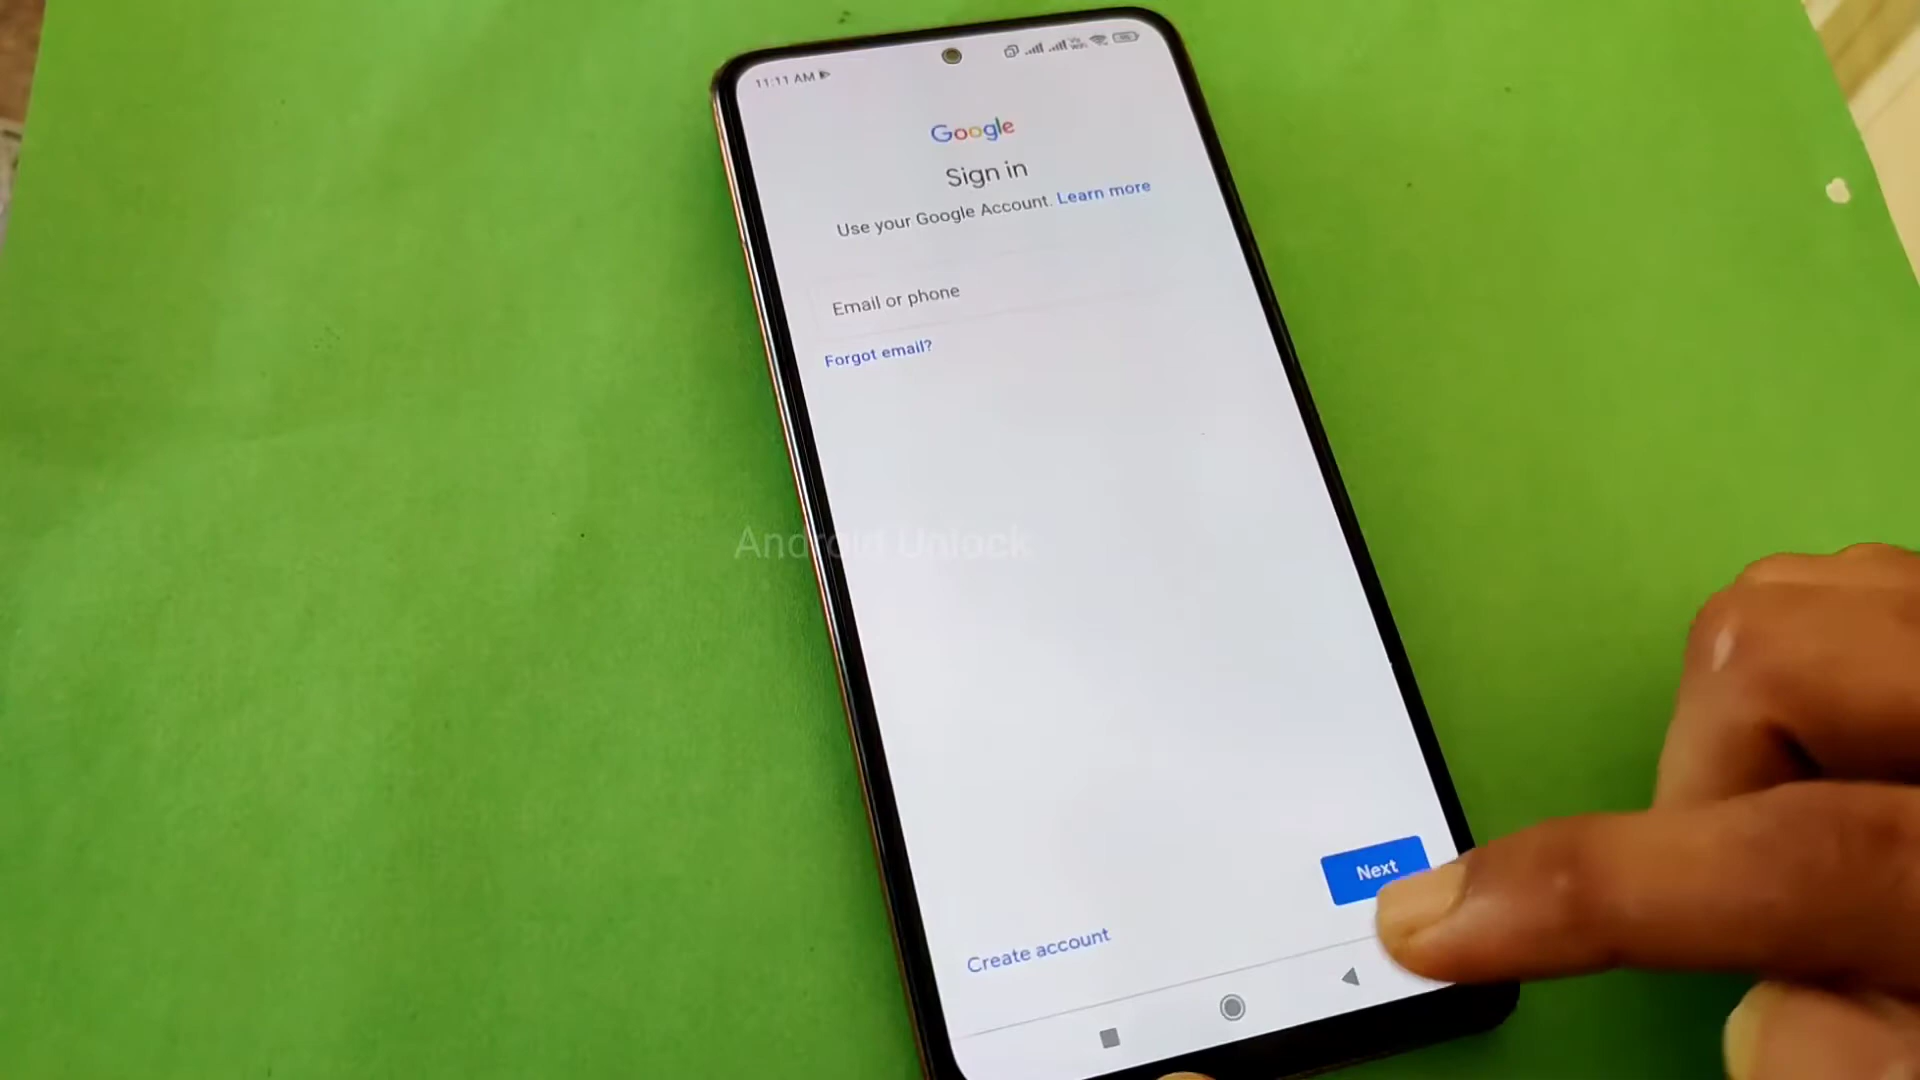 11:11 AM
Google
Sign in
Use your Google Account. Learn more
Email or phone
Forgot email?
Android Unlock
Next
Create account